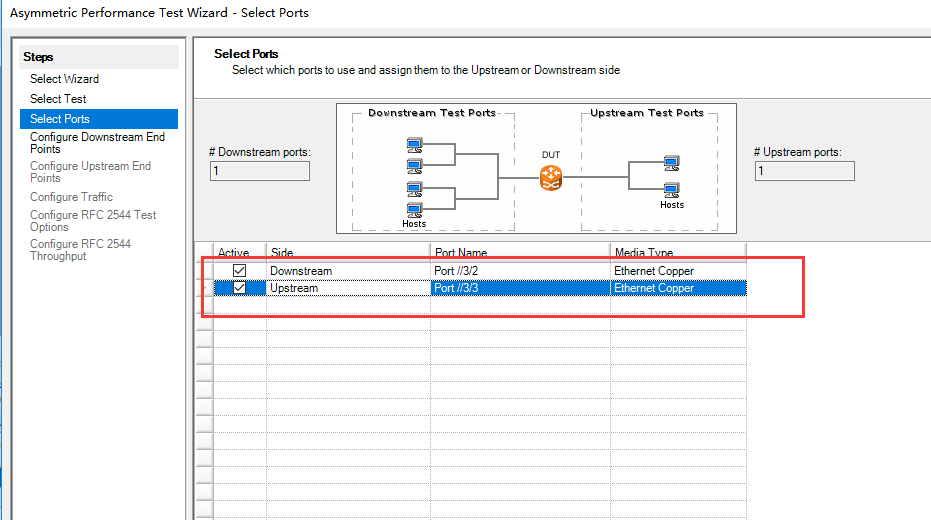 Asymmetric Performance Test Wizard - Select Ports
Steps
Select Wizard
Select Test
Select Ports
Configure Downstream End
Points
Configure Upstream End
Points
Configure Traffic
Configure RFC 2544 Test
Options
Configure RFC 2544
Throughput
Select Ports
Select which ports to use and assign them to the Upstream or Downstream side
# Downstream ports:
1
Downstream Test Ports
Hosts
DUT
Upstream Test Ports
Hosts
# Upstream ports:
1
Active Side Port Name Media Type
Downstream Port //3/2 Ethernet Copper
Upstream Port //3/3 Ethernet Copper